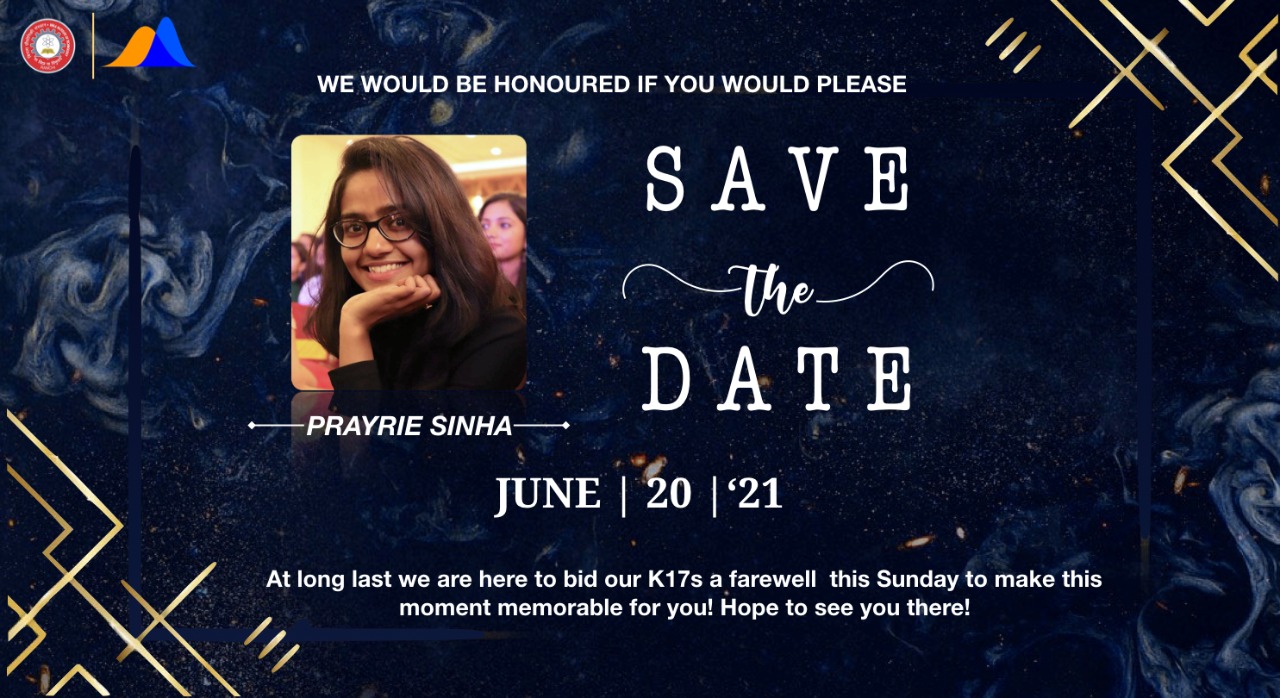 WE WOULD BE HONOURED IF YOU WOULD PLEASE
SAVE
the
DATE
PRAYRIE SINHA
JUNE | 20 |‘21
At long last we are here to bid our K17s a farewell this Sunday to make this
moment memorable for you! Hope to see you there!